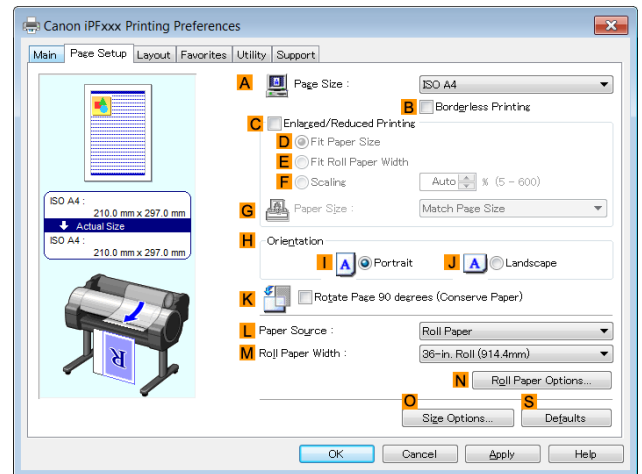 Canon iPFxxx Printing Preferences
Main Page Setup Layout Favorites Utility Support
A Page Size : ISO A4
B Borderless Printing
C Enlarged/Reduced Printing
D Fit Paper Size
E Fit Roll Paper Width
F Scaling Auto % (5 - 600)
G Paper Size : Match Page Size
ISO A4 :
210.0 mm x 297.0 mm
Actual Size
ISO A4 :
210.0 mm x 297.0 mm
H Orientation
I A Portrait J A Landscape
K Rotate Page 90 degrees (Conserve Paper)
L Paper Source : Roll Paper
M Roll Paper Width : 36-in. Roll (914.4mm)
N Roll Paper Options...
O Size Options... S Defaults
R
OK Cancel Apply Help